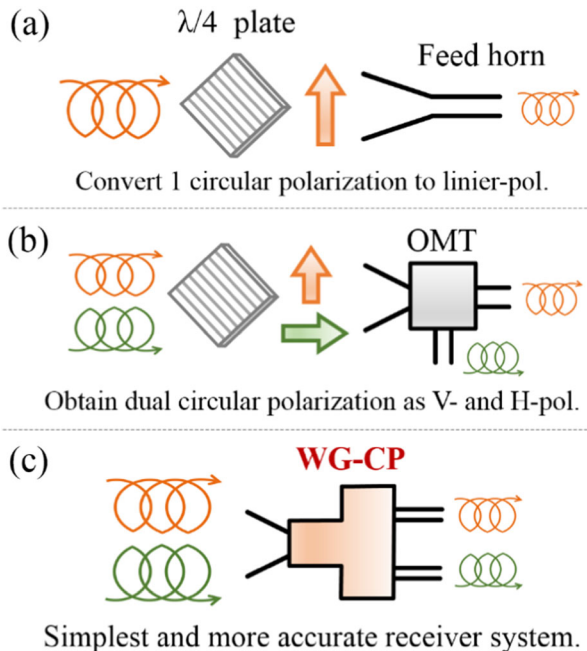 (a)
λ/4 plate
Feed horn
Convert 1 circular polarization to linier-pol.
(b)
OMT
Obtain dual circular polarization as V- and H-pol.
(c)
WG-CP
Simplest and more accurate receiver system.